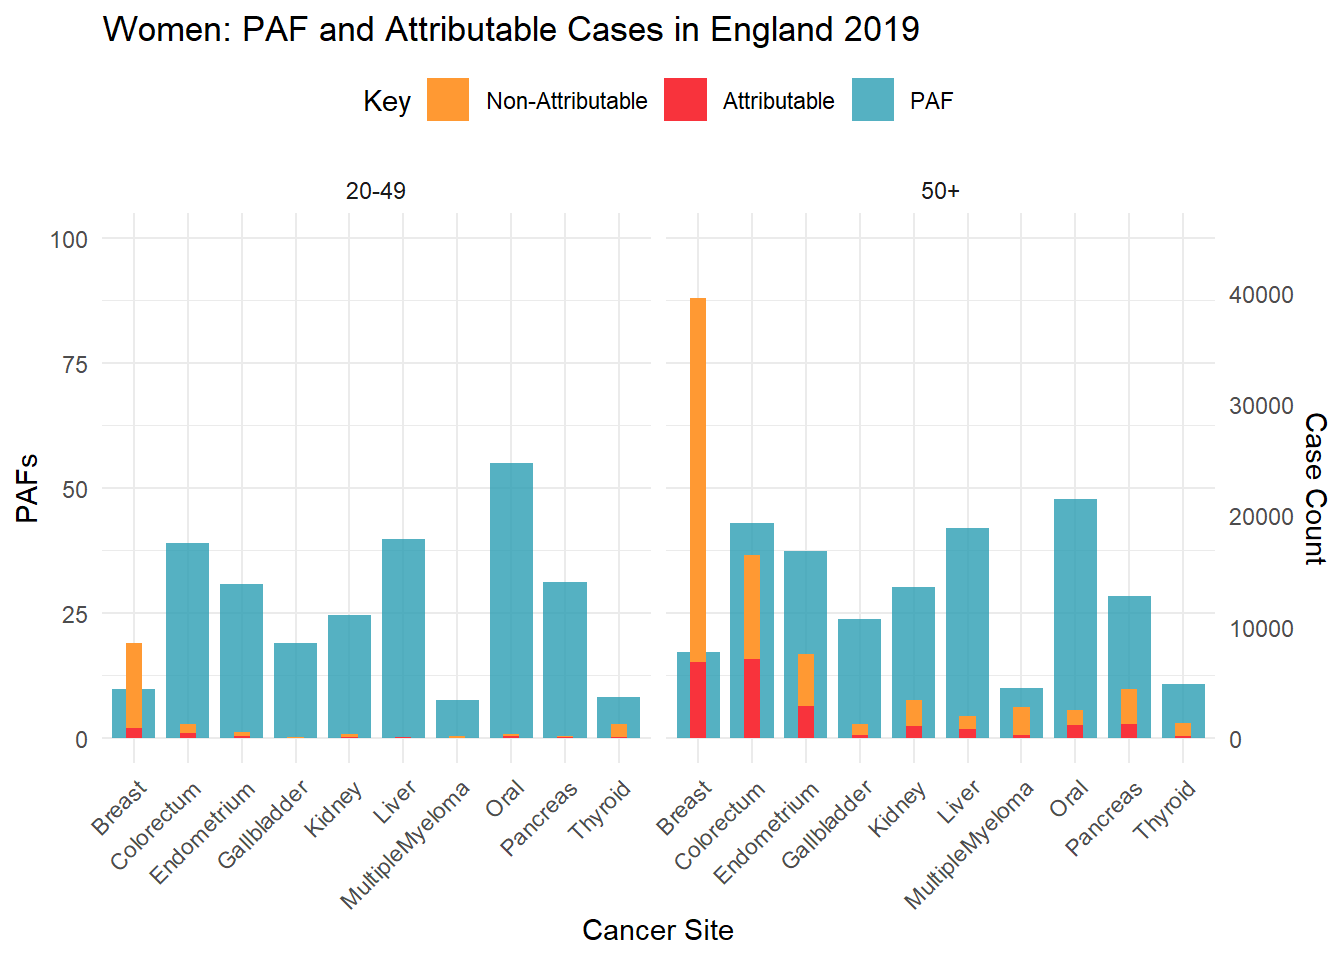 Women: PAF and Attributable Cases in England 2019
Key Non-Attributable Attributable PAF
20-49 50+
100
75
50
25
0
PAFs
40000
30000
20000
10000
0
Case Count
Breast
Colorectum
Endometrium
Gallbladder
Kidney
Liver
MultipleMyeloma
Oral
Pancreas
Thyroid
Breast
Colorectum
Endometrium
Gallbladder
Kidney
Liver
MultipleMyeloma
Oral
Pancreas
Thyroid
Cancer Site